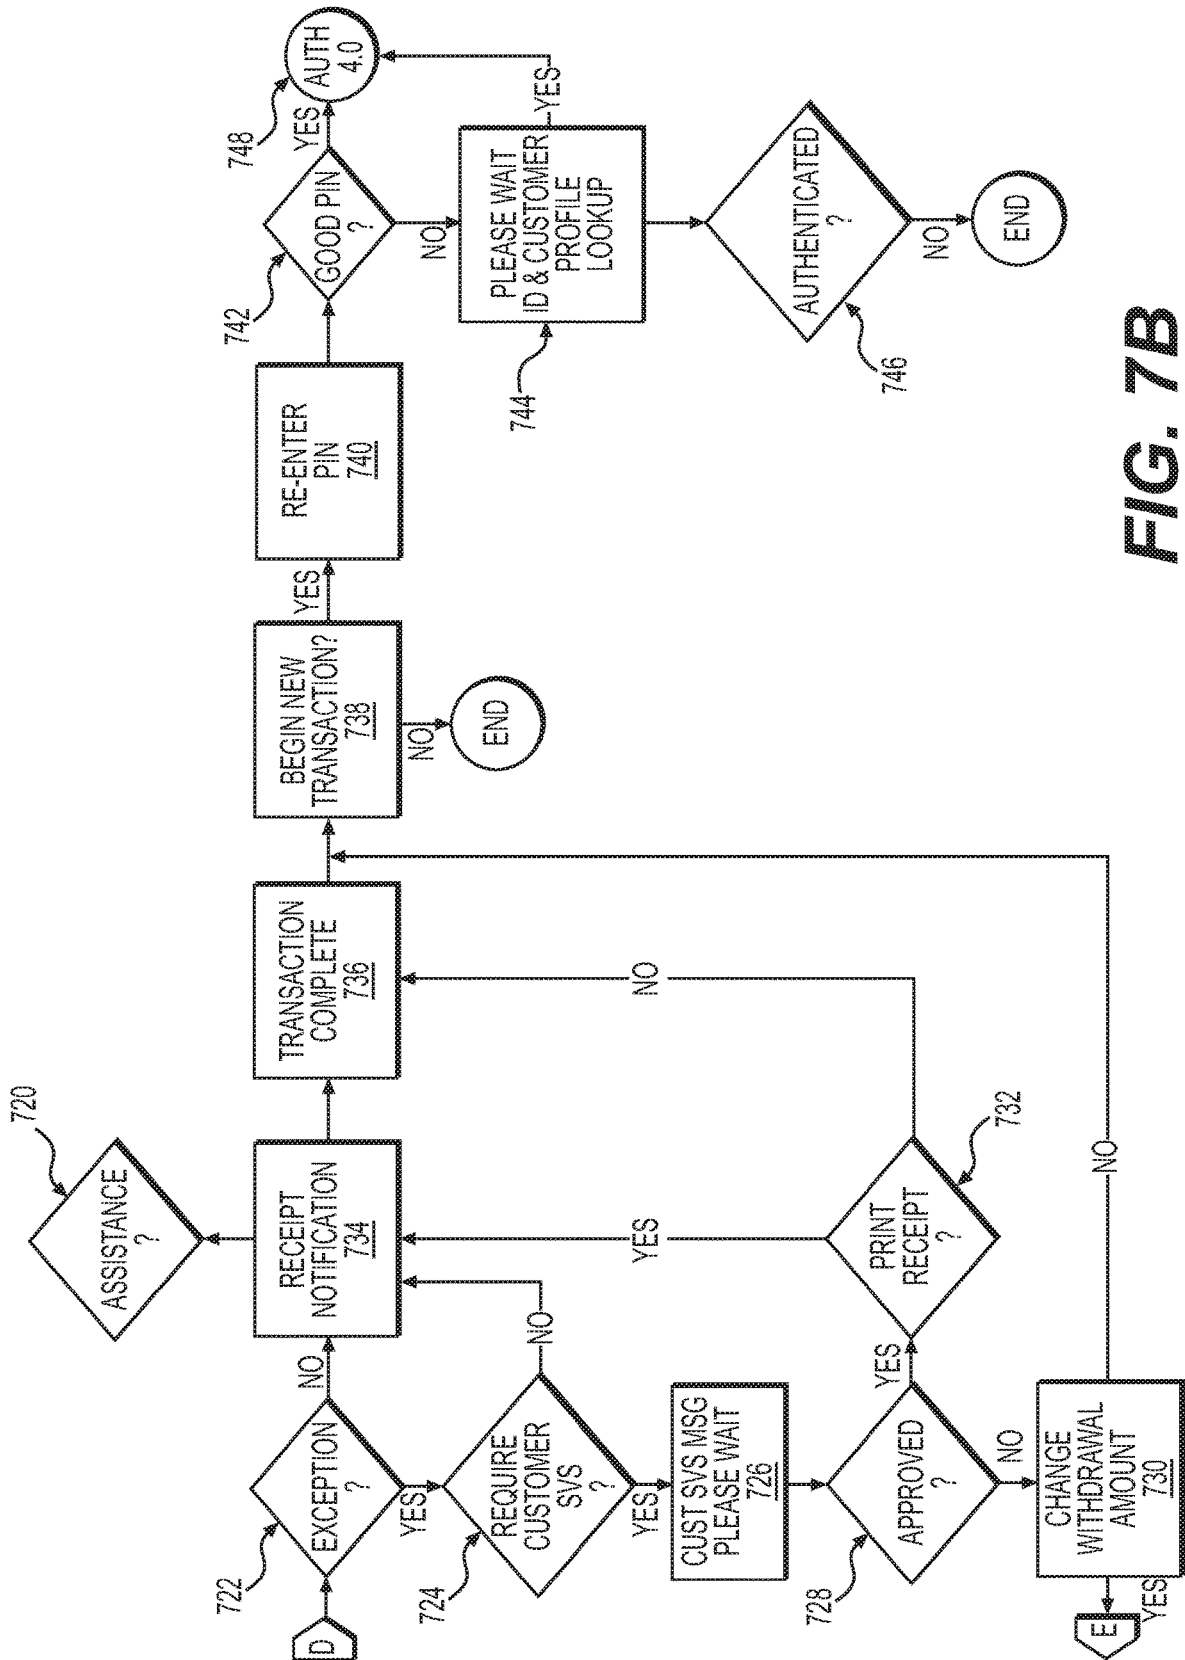 D
722
EXCEPTION
?
NO
YES
724
REQUIRE
CUSTOMER
SVS
?
NO
YES
CUST SVS MSG
PLEASE WAIT
726
728
APPROVED
?
YES
NO
CHANGE
WITHDRAWAL
AMOUNT
730
YES
E
NO
720
ASSISTANCE
?
RECEIPT
NOTIFICATION
734
YES
PRINT
RECEIPT
?
732
NO
TRANSACTION
COMPLETE
736
BEGIN NEW
TRANSACTION?
738
YES
NO
END
RE-ENTER
PIN
740
742
GOOD PIN
?
YES
748
AUTH
4.0
NO
PLEASE WAIT
ID & CUSTOMER
PROFILE
LOOKUP
744
YES
AUTHENTICATED
?
746
NO
END
FIG. 7B